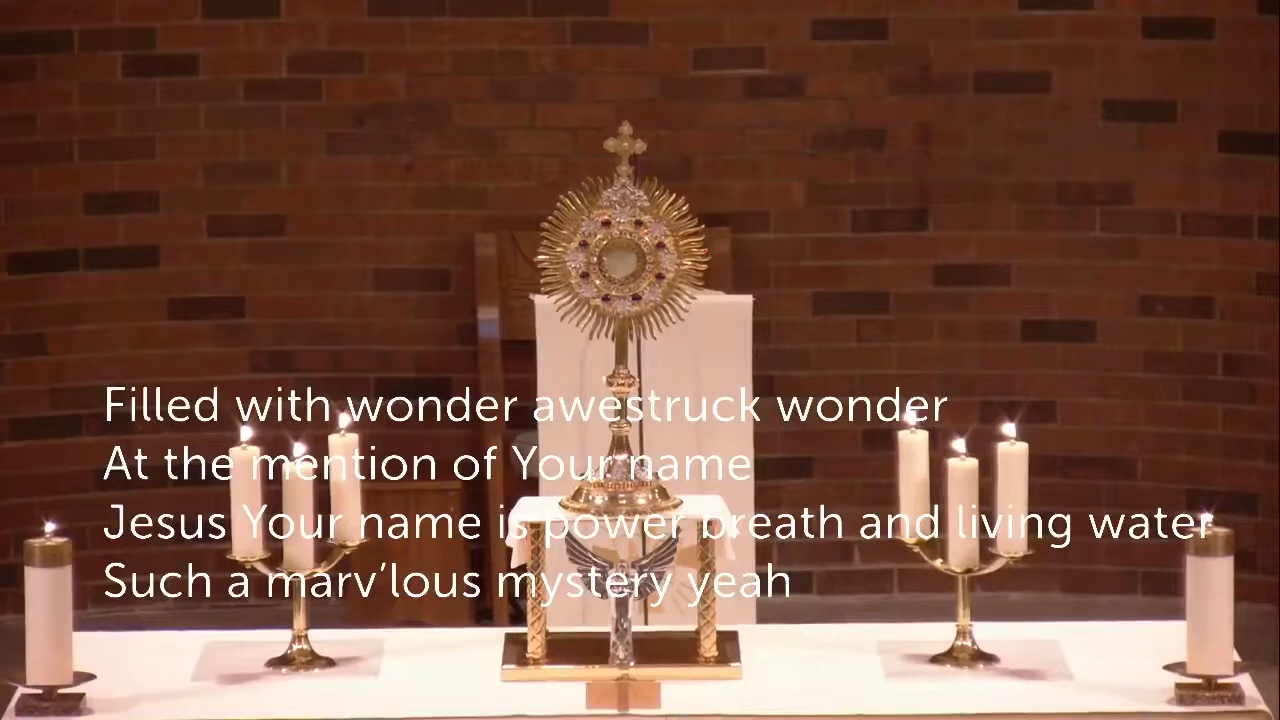 Filled with wonder awestruck wonder
At the mention of Your name
Jesus Your name is power breath and living water
Such a marv'lous mystery yeah